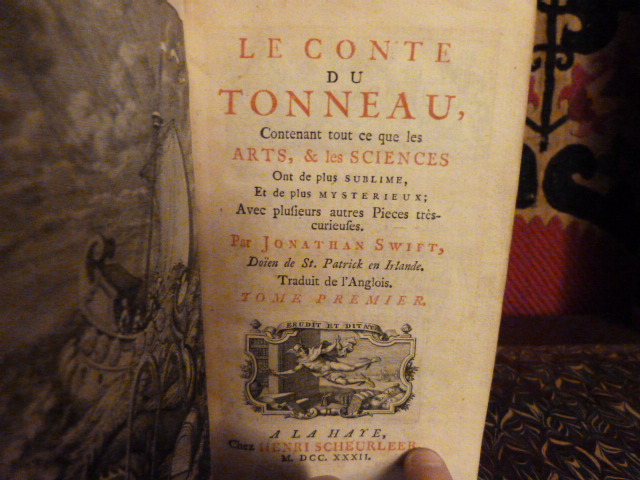 LE CONTE
DU
TONNEAU,
Contenant tout ce que les
ARTS, & les SCIENCES
Ont de plus SUBLIME,
Et de plus MYSTERIEUX;
Avec pluſieurs autres Pieces très-
curieuſes.
Par JONATHAN SWIFT,
Doïen de St. Patrick en Irlande.
Traduit de l'Anglois.
TOME PREMIER.
ERUDIT ET DITAT
A LA HAYE,
Chez HENRI SCHEURLEER.
M. DCC. XXXII.